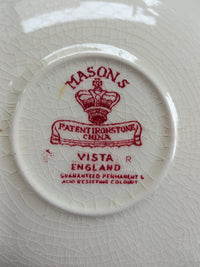 MASON'S
PATENT IRONSTONE
CHINA
VISTA R
ENGLAND
GUARANTEED PERMANENT &
ACID RESISTING COLOURS